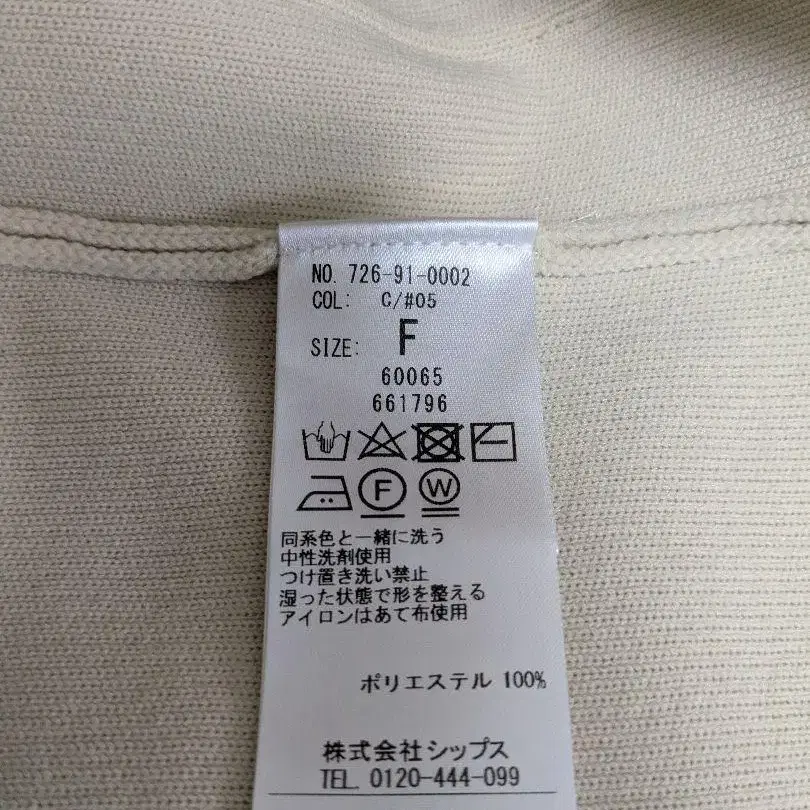 NO. 726-91-0002
COL: C/#05
SIZE: F
60065
661796
F W
同系色と一緒に洗う
中性洗剤使用
つけ置き洗い禁止
湿った状態で形を整える
アイロンはあて布使用
ポリエステル 100%
株式会社シップス
TEL. 0120-444-099